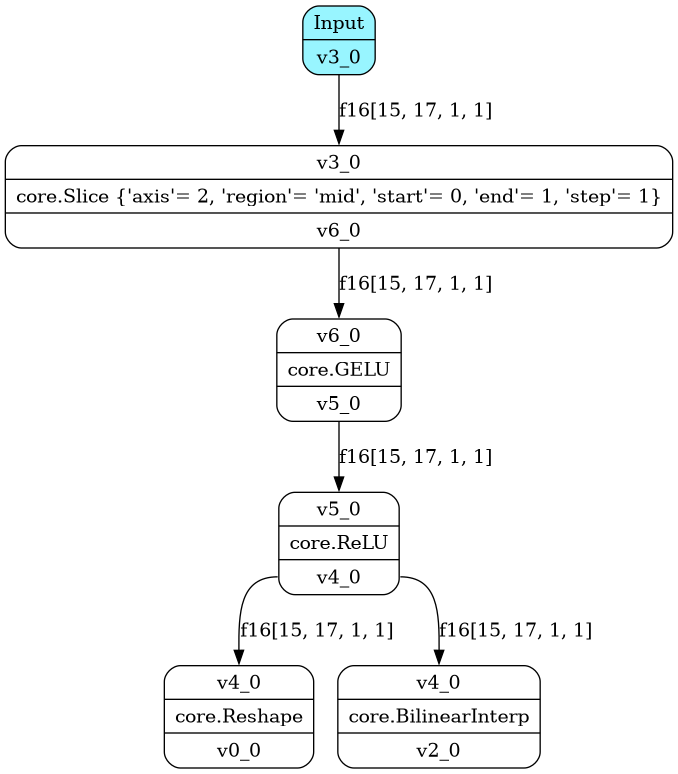 Input
v3_0
f16[15, 17, 1, 1]
v3_0
core.Slice {'axis'= 2, 'region'= 'mid', 'start'= 0, 'end'= 1, 'step'= 1}
v6_0
f16[15, 17, 1, 1]
v6_0
core.GELU
v5_0
f16[15, 17, 1, 1]
v5_0
core.ReLU
v4_0
f16[15, 17, 1, 1]
f16[15, 17, 1, 1]
v4_0
core.Reshape
v0_0
v4_0
core.BilinearInterp
v2_0